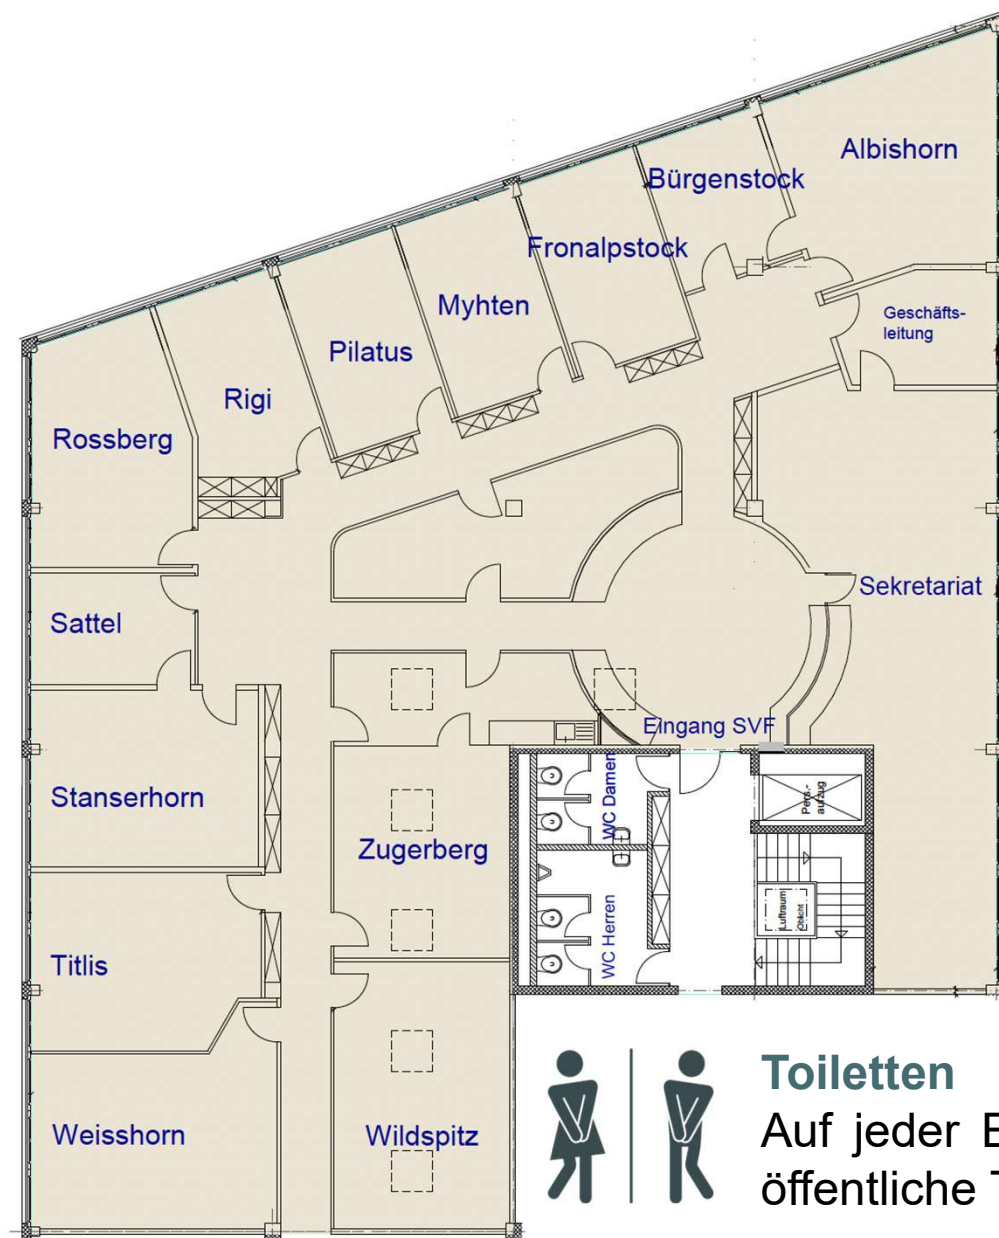 Albishorn
Bürgenstock
Fronalpstock
Myhten
Pilatus
Rigi
Rossberg
Geschäfts-
leitung
Sattel
Sekretariat
Eingang SVF
Stanserhorn
Zugerberg
WC Damen
Pers.-
aufzug
WC Herren
Luftraum
Oblicht
Titlis
Weisshorn
Wildspitz
Toiletten
Auf jeder E
öffentliche T